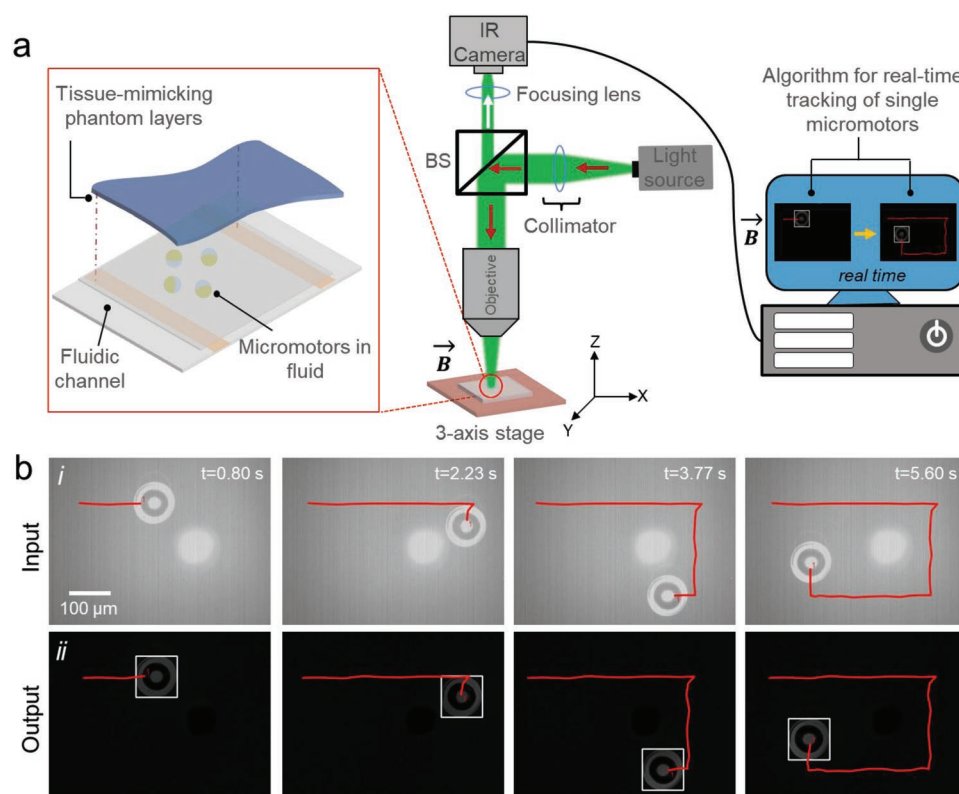 a
IR
Camera
Tissue-mimicking
phantom layers
Focusing lens
Algorithm for real-time
tracking of single
micromotors
BS
Light
source
Collimator
B
real time
Objective
Fluidic
channel
Micromotors in
fluid
B
Z
X
Y
3-axis stage
b
i
t=0.80 s
t=2.23 s
t=3.77 s
t=5.60 s
Input
100 µm
ii
Output